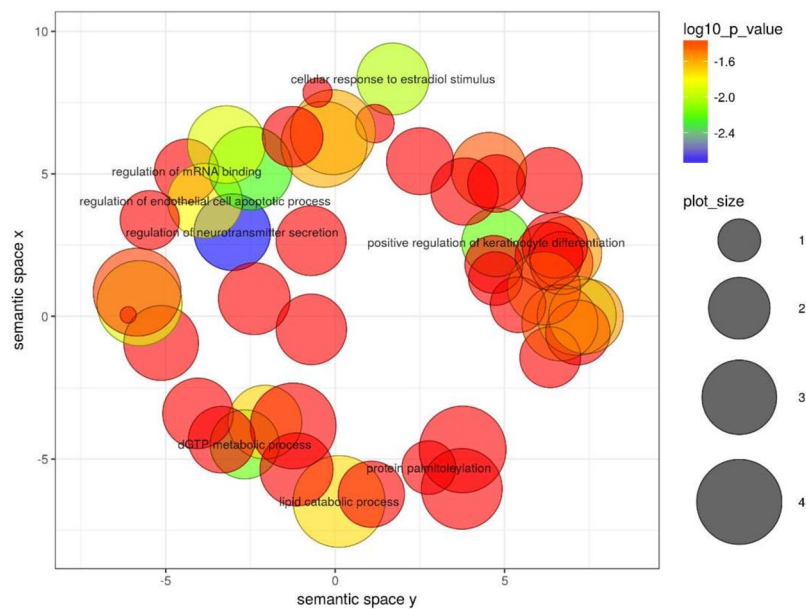 10
5
0
-5
semantic space x
-5
0
5
semantic space y
cellular response to estradiol stimulus
regulation of mRNA binding
regulation of endothelial cell apoptotic process
regulation of neurotransmitter secretion
positive regulation of keratinocyte differentiation
dGTP metabolic process
protein palmitoleylation
lipid catabolic process
log10_p_value
-1.6
-2.0
-2.4
plot_size
1
2
3
4